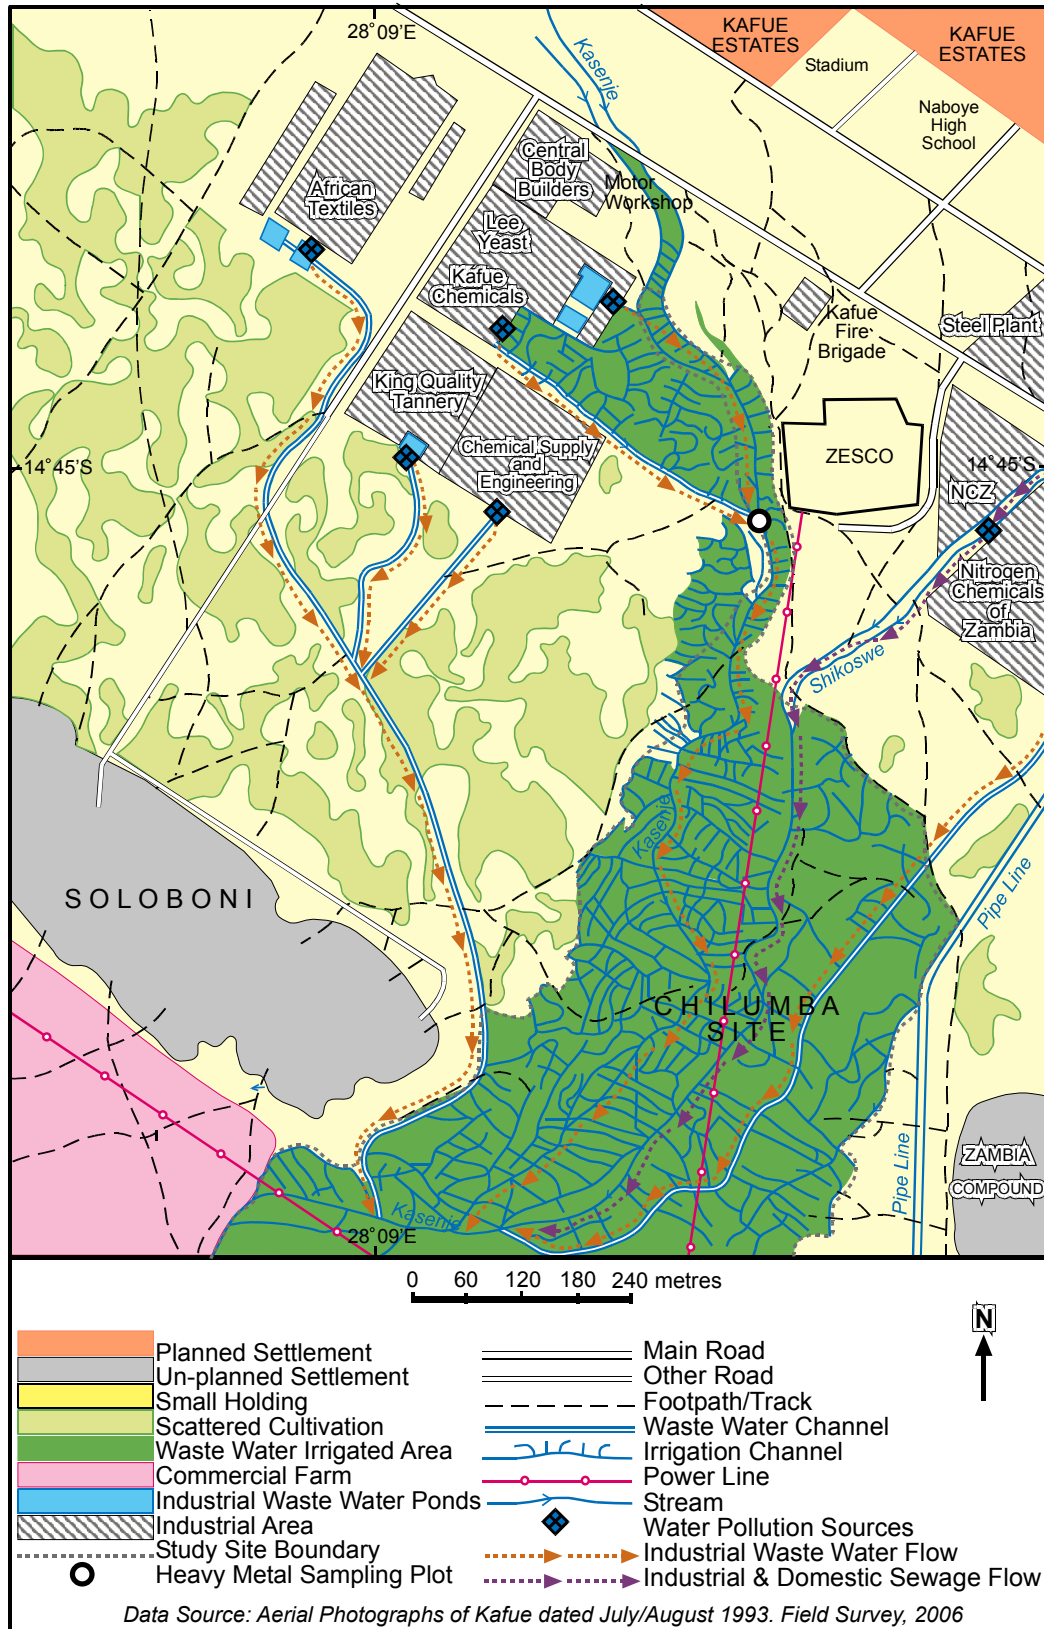 28°09'E
KAFUE
ESTATES
KAFUE
ESTATES
Stadium
Kasenje
Naboye
High
School
Central
Body
Builders
Motor
Workshop
African
Textiles
Lee
Yeast
Kafue
Chemicals
Kafue
Fire
Brigade
Steel Plant
King Quality
Tannery
Chemical Supply
and
Engineering
ZESCO
14°45'S
14°45'S
NCZ
Nitrogen
Chemicals
of
Zambia
Shikoswe
Kasenje
SOLOBONI
Pipe Line
CHILUMBA
SITE
Pipe Line
ZAMBIA
COMPOUND
Kasenje
28°09'E
0 60 120 180 240 metres
N
Planned Settlement
Un-planned Settlement
Small Holding
Scattered Cultivation
Waste Water Irrigated Area
Commercial Farm
Industrial Waste Water Ponds
Industrial Area
Study Site Boundary
Heavy Metal Sampling Plot
Main Road
Other Road
Footpath/Track
Waste Water Channel
Irrigation Channel
Power Line
Stream
Water Pollution Sources
Industrial Waste Water Flow
Industrial & Domestic Sewage Flow
Data Source: Aerial Photographs of Kafue dated July/August 1993. Field Survey, 2006